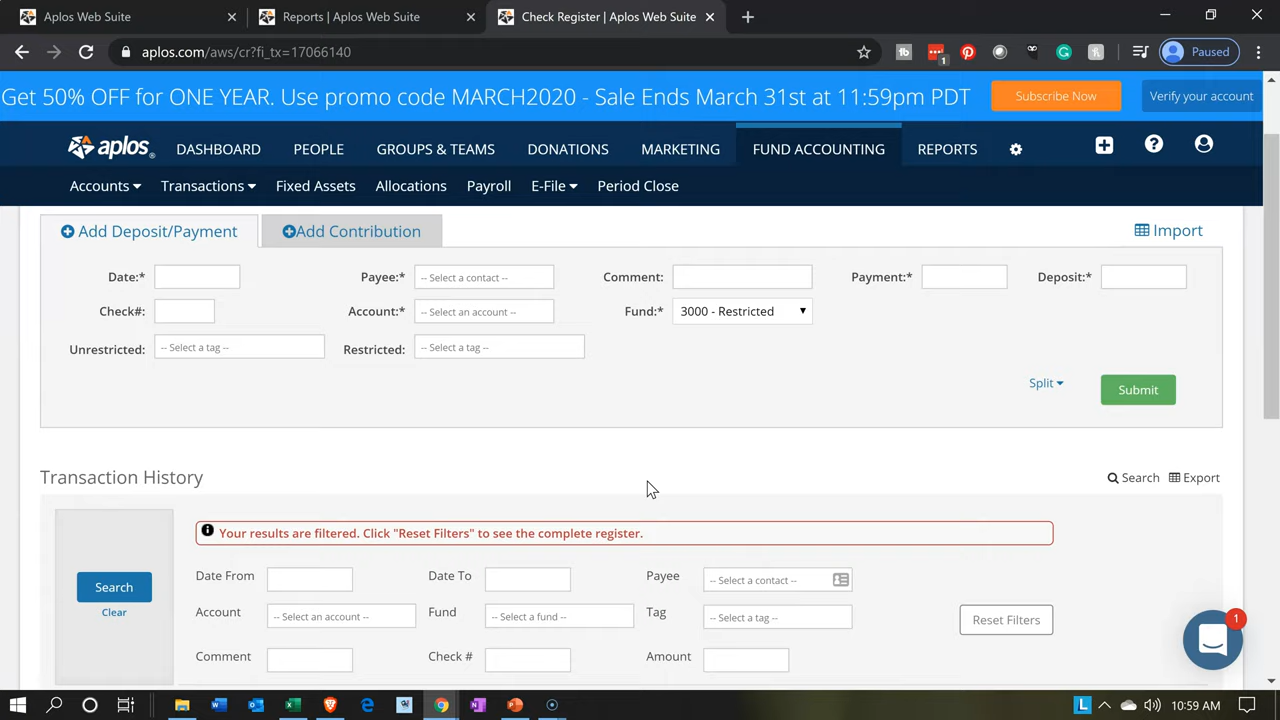 Aplos Web Suite
Reports | Aplos Web Suite
Check Register | Aplos Web Suite
aplos.com/aws/cr?fi_tx=17066140
1
Paused
Get 50% OFF for ONE YEAR. Use promo code MARCH2020 - Sale Ends March 31st at 11:59pm PDT
Subscribe Now
Verify your account
aplos
DASHBOARD
PEOPLE
GROUPS & TEAMS
DONATIONS
MARKETING
FUND ACCOUNTING
REPORTS
Accounts
Transactions
Fixed Assets
Allocations
Payroll
E-File
Period Close
Add Deposit/Payment
Add Contribution
Import
Date:*
Payee:* -- Select a contact --
Comment:
Payment:*
Deposit:*
Check#:
Account:* -- Select an account --
Fund:* 3000 - Restricted
Unrestricted: -- Select a tag --
Restricted: -- Select a tag --
Split
Submit
Transaction History
Search
Export
Your results are filtered. Click "Reset Filters" to see the complete register.
Search
Clear
Date From
Date To
Payee -- Select a contact --
Account -- Select an account --
Fund -- Select a fund --
Tag -- Select a tag --
Reset Filters
Comment
Check #
Amount
1
10:59 AM